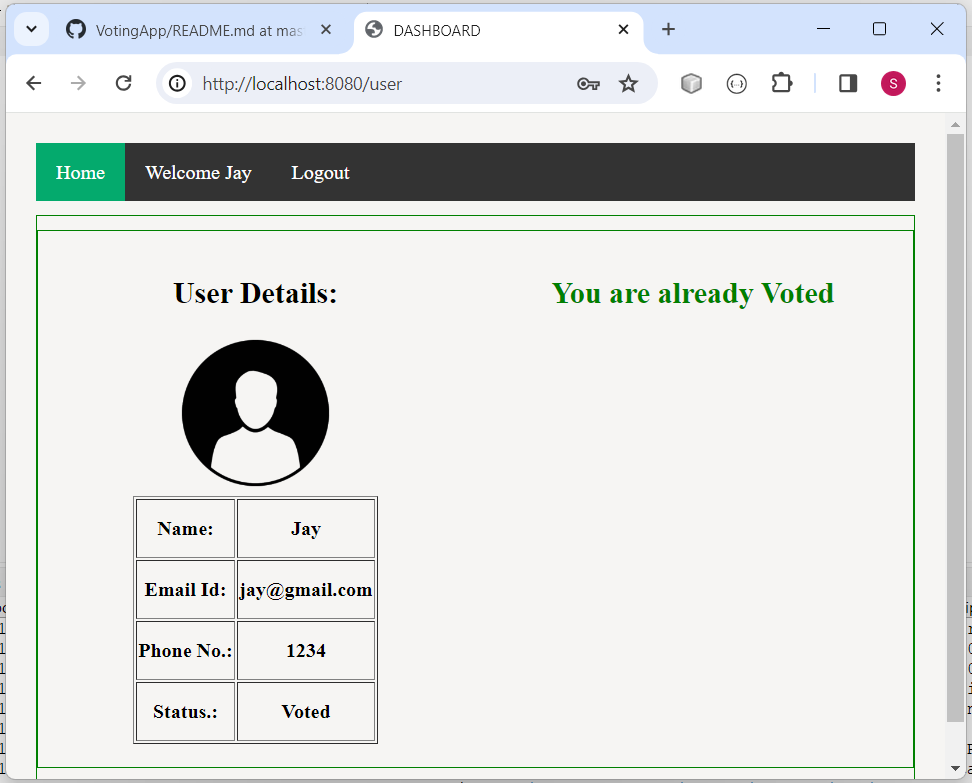 VotingApp/README.md at mas
DASHBOARD
http://localhost:8080/user
S
Home Welcome Jay Logout
User Details:
You are already Voted
Name: Jay
Email Id: jay@gmail.com
Phone No.: 1234
Status.: Voted